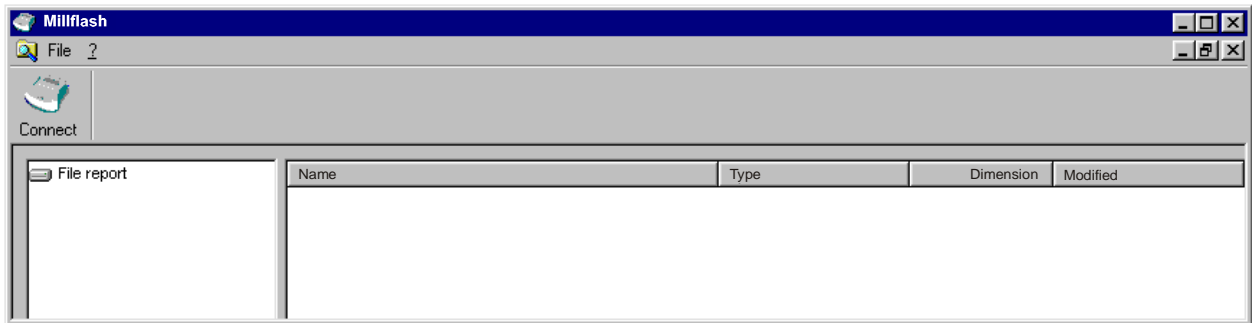 Millflash
File ?
Connect
File report
Name Type Dimension Modified